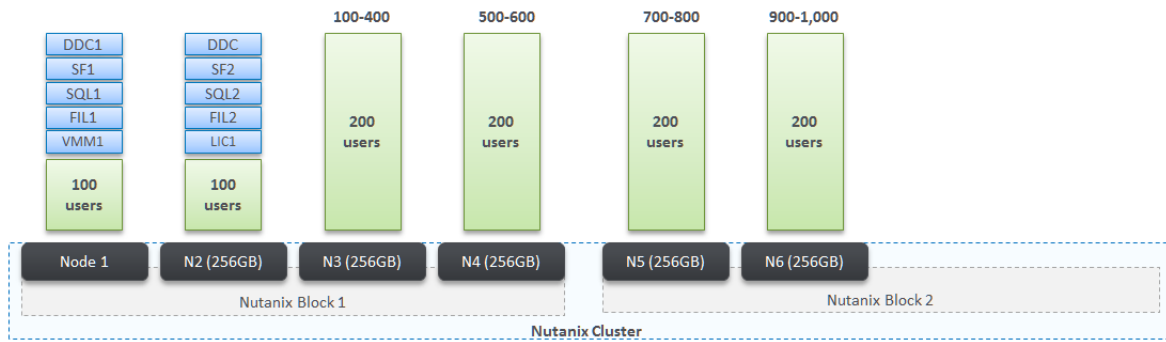 100-400
500-600
700-800
900-1,000
DDC1
SF1
SQL1
FIL1
VMM1
100
users
DDC
SF2
SQL2
FIL2
LIC1
100
users
200
users
200
users
200
users
200
users
Node 1
N2 (256GB)
N3 (256GB)
N4 (256GB)
N5 (256GB)
N6 (256GB)
Nutanix Block 1
Nutanix Block 2
Nutanix Cluster